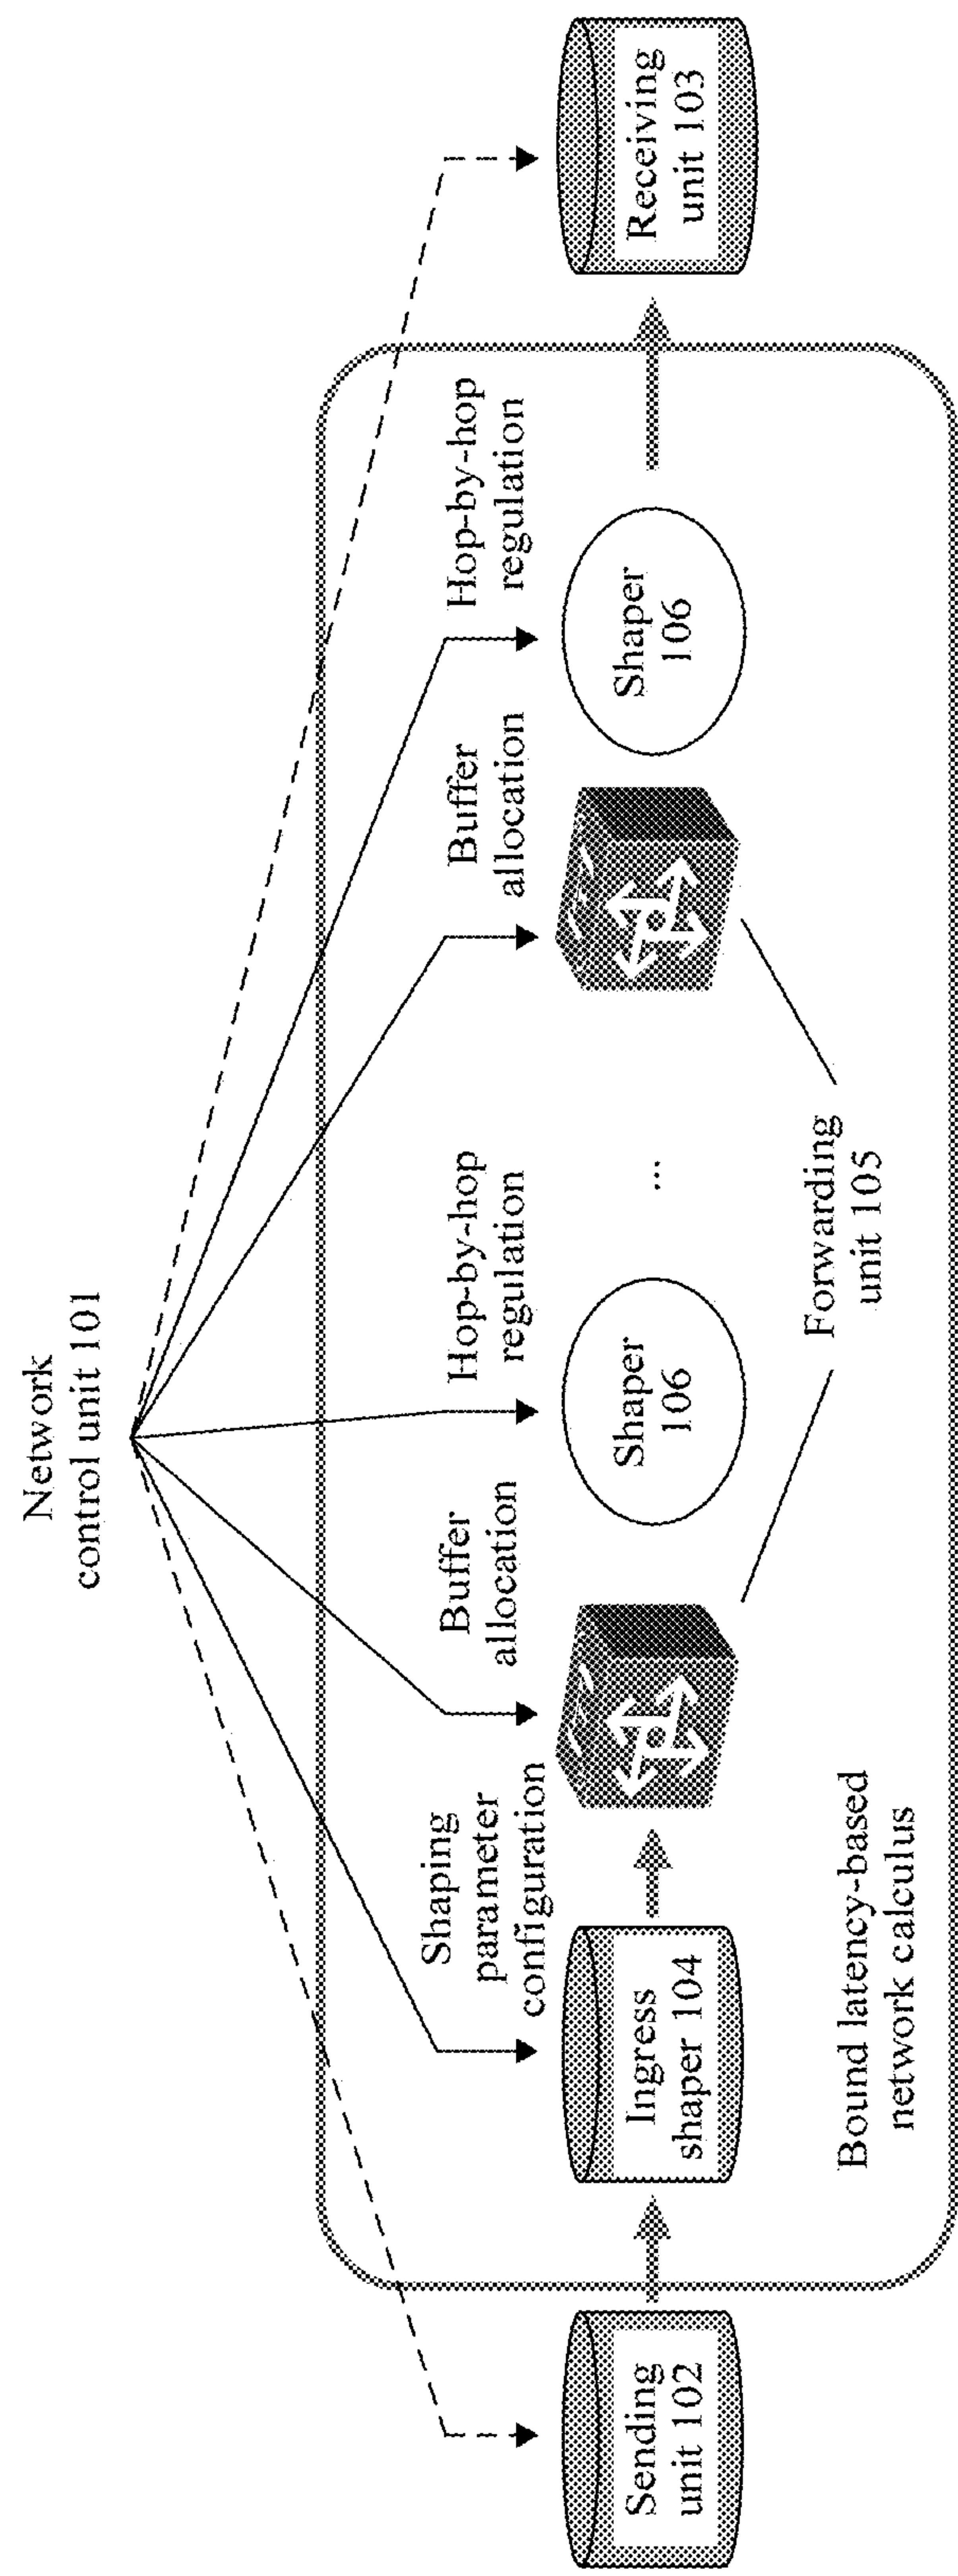 Network
control unit 101
Shaping
parameter
configuration
Buffer
allocation
Hop-by-hop
regulation
Buffer
allocation
Hop-by-hop
regulation
Sending
unit 102
Ingress
shaper 104
Shaper
106
...
Shaper
106
Receiving
unit 103
Forwarding
unit 105
Bound latency-based
network calculus